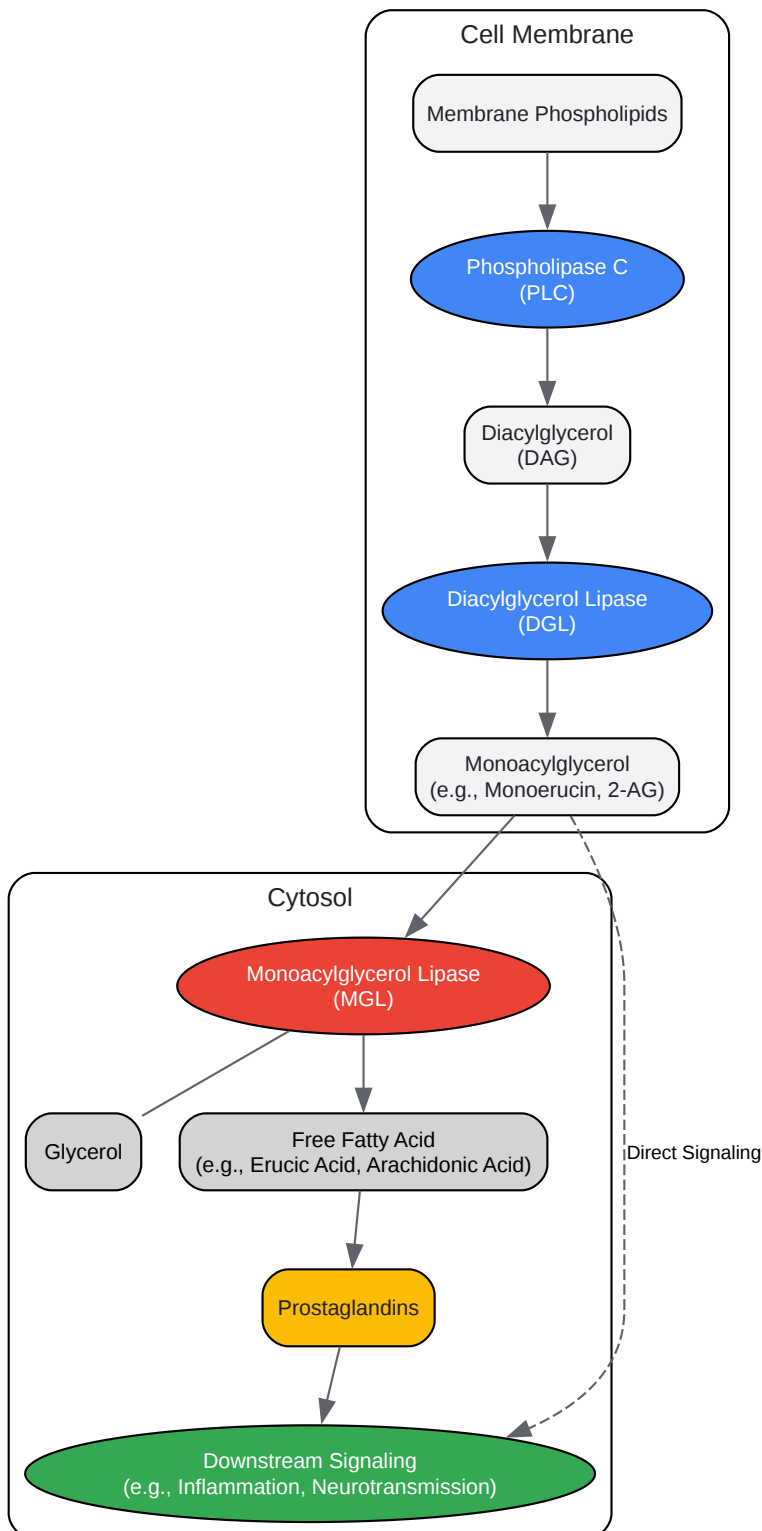 Cell Membrane
Membrane Phospholipids
Phospholipase C
(PLC)
Diacylglycerol
(DAG)
Diacylglycerol Lipase
(DGL)
Monoacylglycerol
(e.g., Monoerucin, 2-AG)
Cytosol
Monoacylglycerol Lipase
(MGL)
Glycerol
Free Fatty Acid
(e.g., Erucic Acid, Arachidonic Acid)
Direct Signaling
Prostaglandins
Downstream Signaling
(e.g., Inflammation, Neurotransmission)